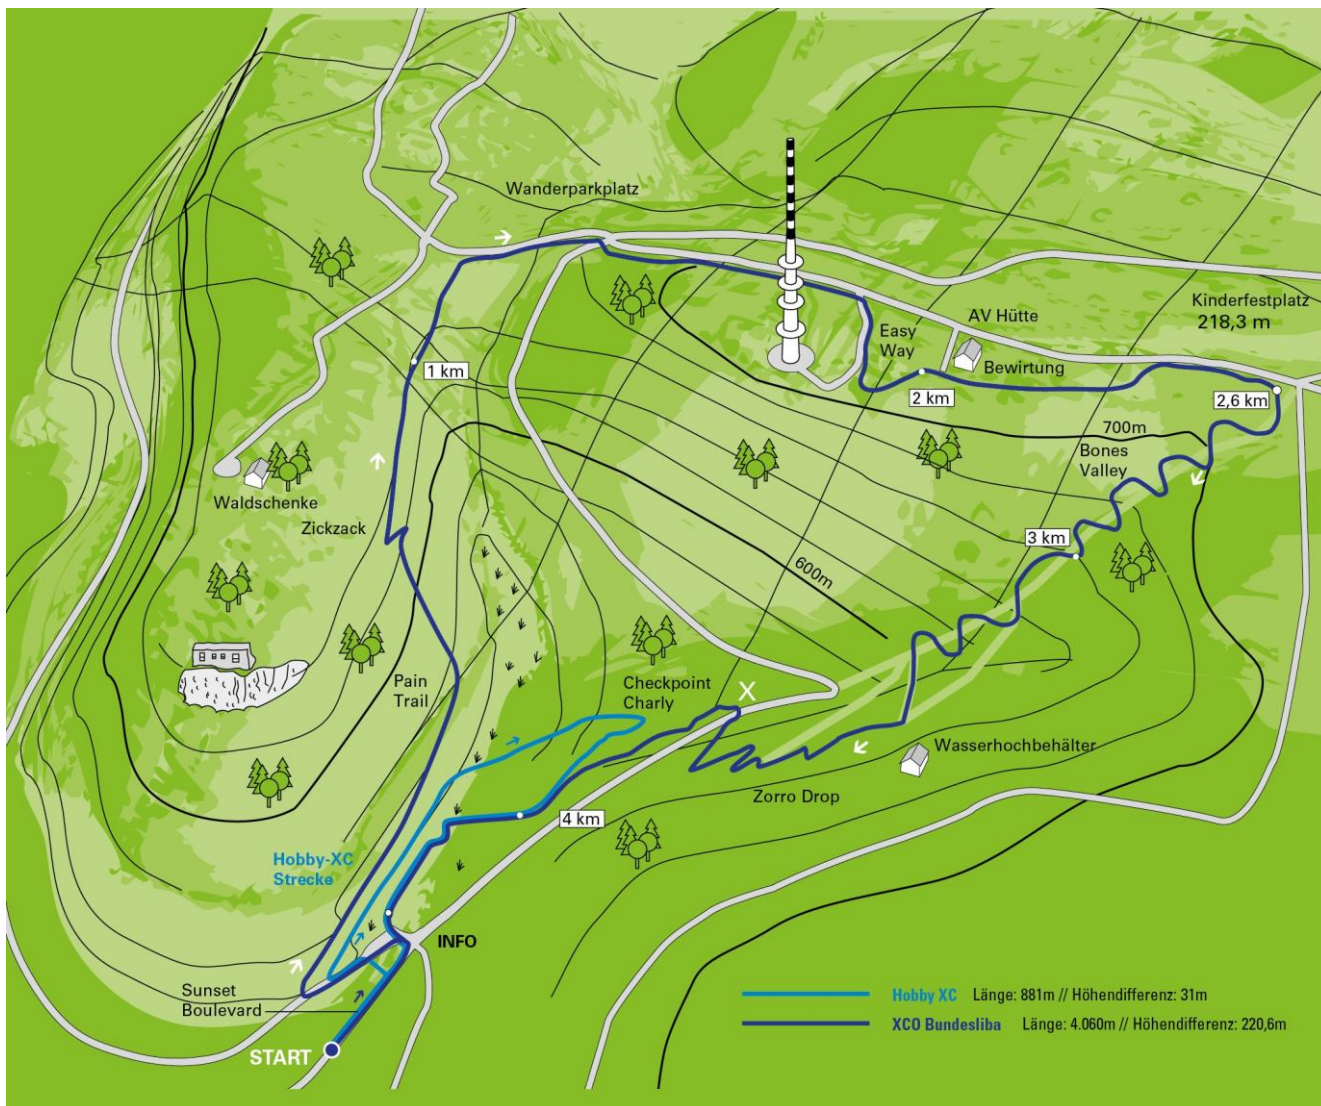 Wanderparkplatz
Kinderfestplatz
218,3 m
AV Hütte
Easy
Way
Bewirtung
1 km
2 km
2,6 km
700m
Bones
Valley
Waldschenke
Zickzack
3 km
600m
Pain
Trail
Checkpoint
Charly
X
Wasserhochbehälter
Zorro Drop
4 km
Hobby-XC
Strecke
INFO
Sunset
Boulevard
START
Hobby XC Länge: 881m // Höhendifferenz: 31m
XCO Bundesliba Länge: 4.060m // Höhendifferenz: 220,6m